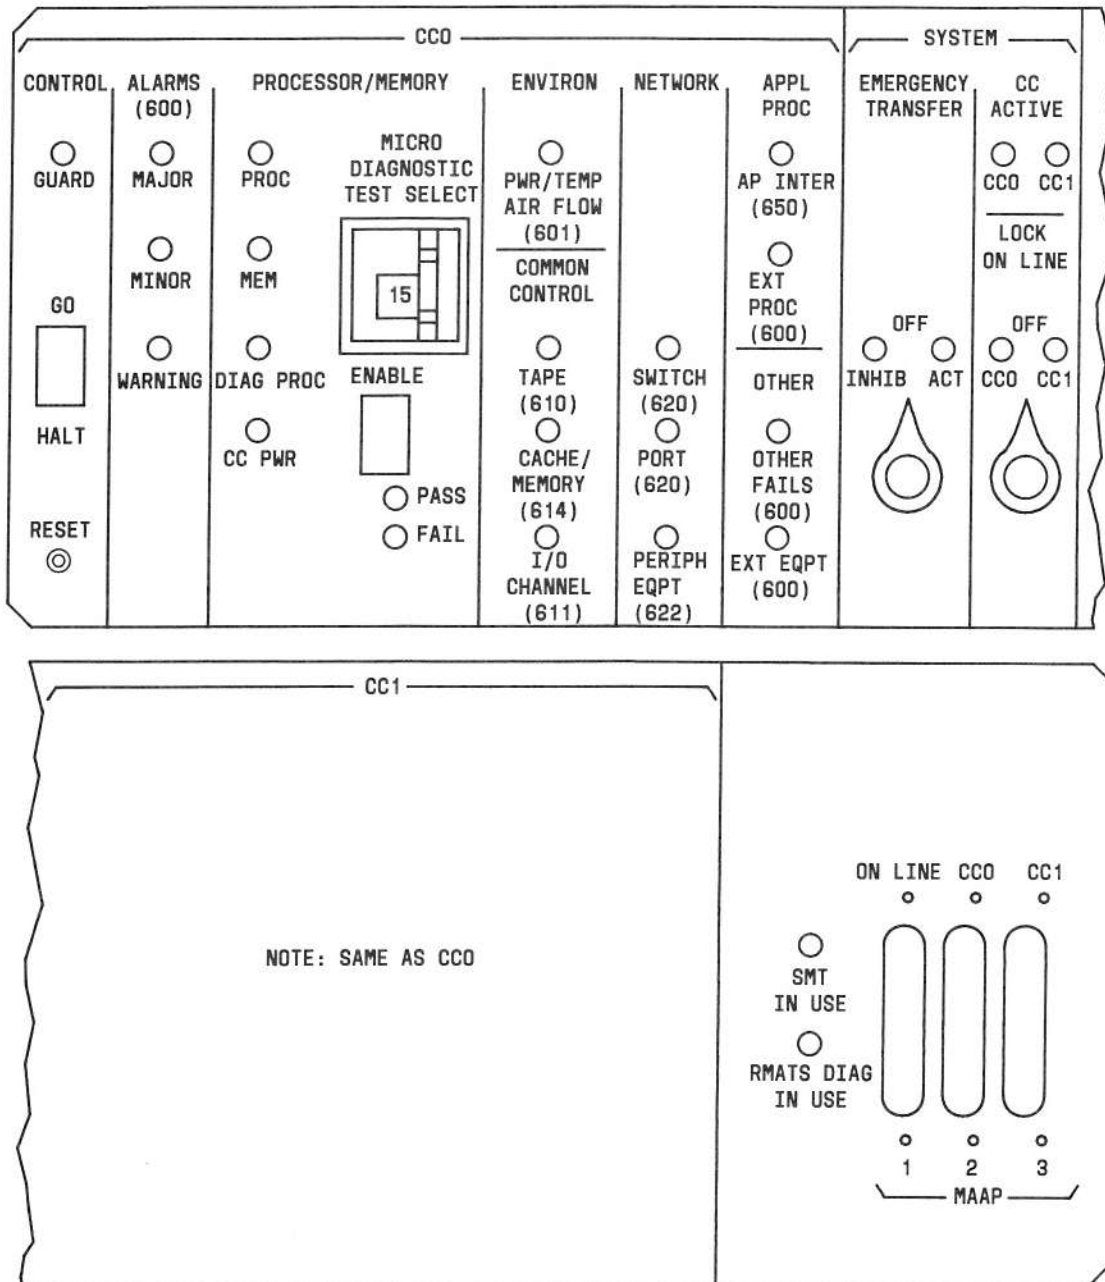 CC0
SYSTEM
CONTROL
GUARD
GO
HALT
RESET
ALARMS
(600)
MAJOR
MINOR
WARNING
PROCESSOR/MEMORY
PROC
MEM
DIAG PROC
CC PWR
MICRO
DIAGNOSTIC
TEST SELECT
15
ENABLE
PASS
FAIL
ENVIRON
PWR/TEMP
AIR FLOW
(601)
COMMON
CONTROL
TAPE
(610)
CACHE/
MEMORY
(614)
I/O
CHANNEL
(611)
NETWORK
SWITCH
(620)
PORT
(620)
PERIPH
EQPT
(622)
APPL
PROC
AP INTER
(650)
EXT
PROC
(600)
OTHER
OTHER
FAILS
(600)
EXT EQPT
(600)
EMERGENCY
TRANSFER
OFF
INHIB ACT
CC
ACTIVE
CC0 CC1
LOCK
ON LINE
OFF
CC0 CC1
CC1
NOTE: SAME AS CC0
SMT
IN USE
RMATS DIAG
IN USE
ON LINE CC0 CC1
1 2 3
MAAP